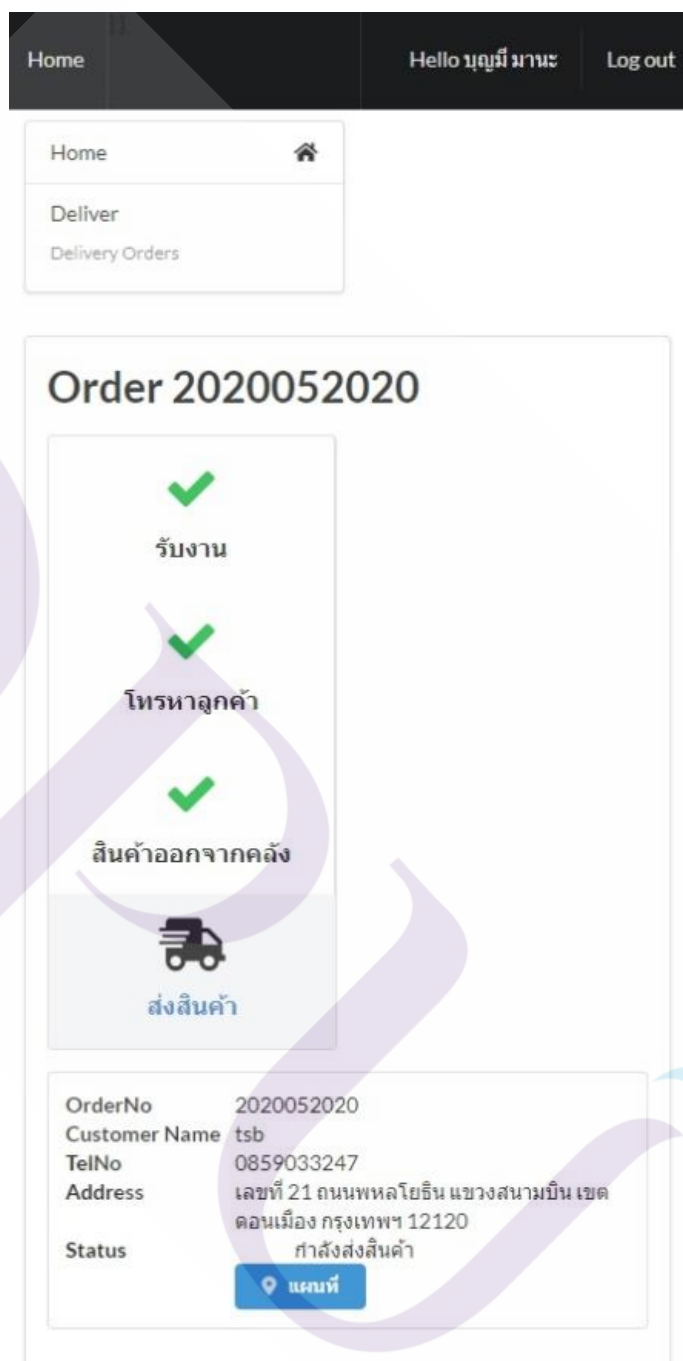 Home Hello บุญมี มานะ Log out
Home
Deliver
Delivery Orders
Order 2020052020
รับงาน
โทรหาลูกค้า
สินค้าออกจากคลัง
ส่งสินค้า
OrderNo 2020052020
Customer Name tsb
TelNo 0859033247
Address เลขที่ 21 ถนนพหลโยธิน แขวงสนามบิน เขต
ดอนเมือง กรุงเทพฯ 12120
Status กำลังส่งสินค้า
แผนที่